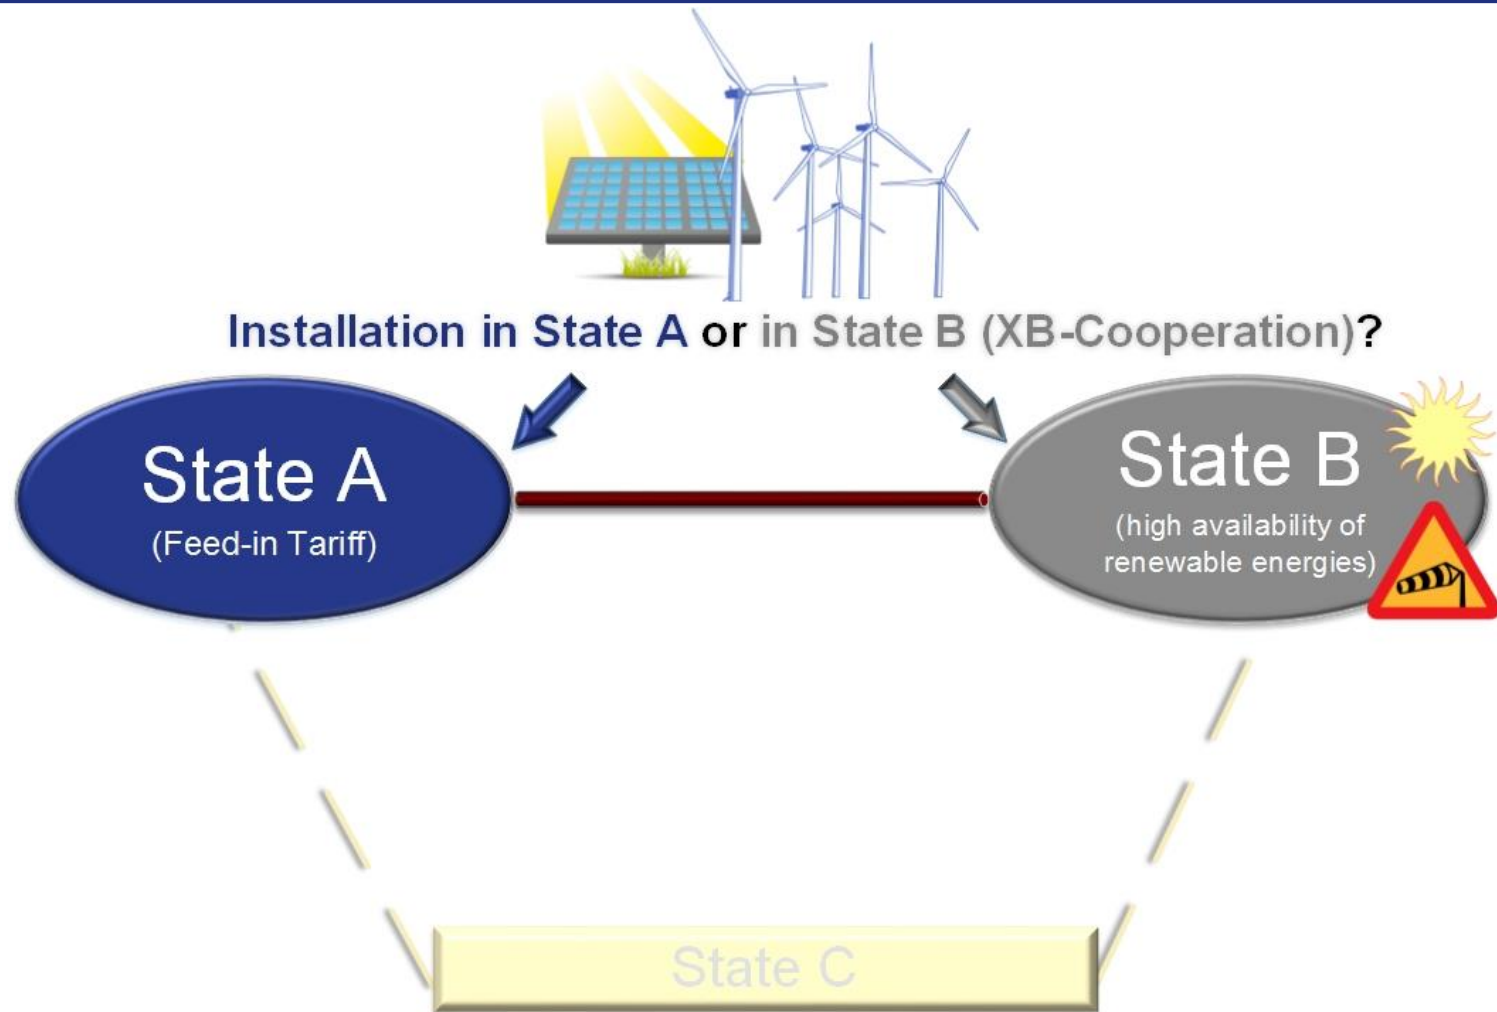 Installation in State A or in State B (XB-Cooperation)?
State A
(Feed-in Tariff)
State B
(high availability of
renewable energies)
State C